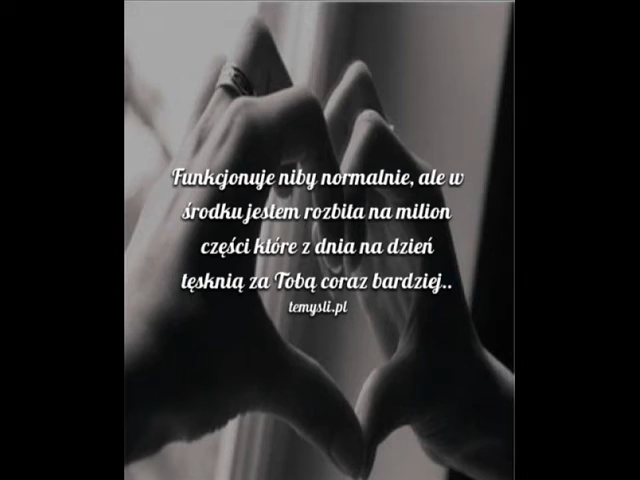 Funkcjonuje niby normalnie, ale w
środku jestem rozbita na milion
części które z dnia na dzień
tęsknią za Tobą coraz bardziej..
temysli.pl